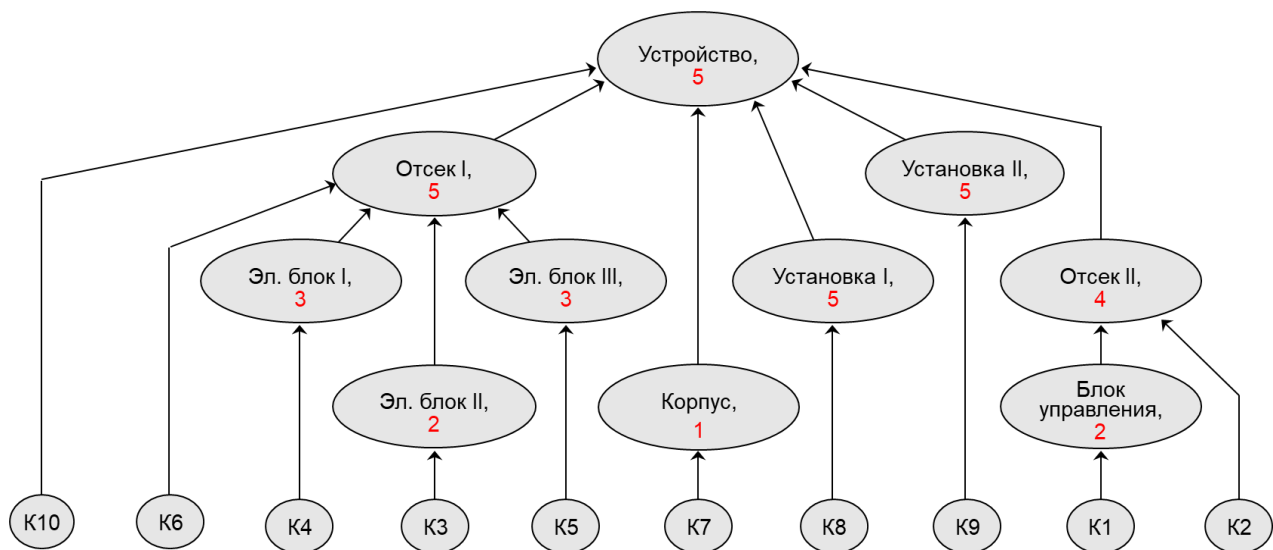 Устройство,
5
Отсек I,
5
Установка II,
5
Эл. блок I,
3
Эл. блок III,
3
Установка I,
5
Отсек II,
4
Эл. блок II,
2
Корпус,
1
Блок
управления,
2
К10
К6
К4
К3
К5
К7
К8
К9
К1
К2